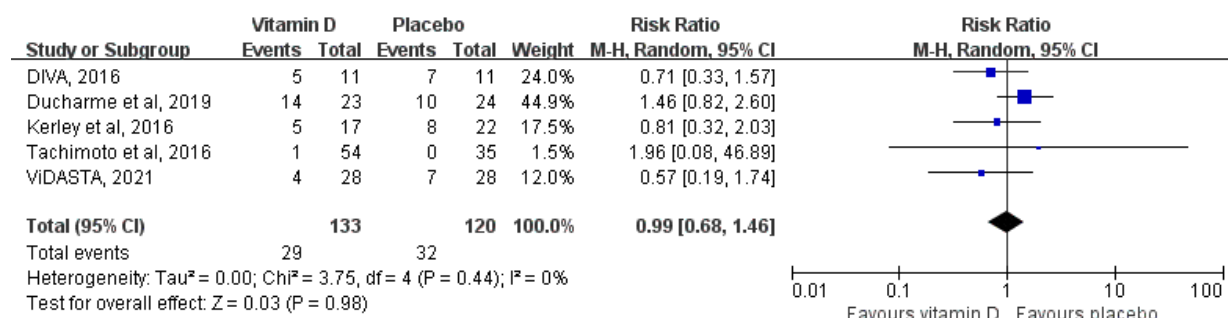 Vitamin D Placebo Risk Ratio Risk Ratio
Study or Subgroup Events Total Events Total Weight M-H, Random, 95% CI M-H, Random, 95% CI
DIVA, 2016 5 11 7 11 24.0% 0.71 [0.33, 1.57]
Ducharme et al, 2019 14 23 10 24 44.9% 1.46 [0.82, 2.60]
Kerley et al, 2016 5 17 8 22 17.5% 0.81 [0.32, 2.03]
Tachimoto et al, 2016 1 54 0 35 1.5% 1.96 [0.08, 46.89]
ViDASTA, 2021 4 28 7 28 12.0% 0.57 [0.19, 1.74]
Total (95% CI) 133 120 100.0% 0.99 [0.68, 1.46]
Total events 29 32
Heterogeneity: Tau² = 0.00; Chi² = 3.75, df = 4 (P = 0.44); I² = 0%
Test for overall effect: Z = 0.03 (P = 0.98)
0.01 0.1 1 10 100
Favours vitamin D Favours placebo